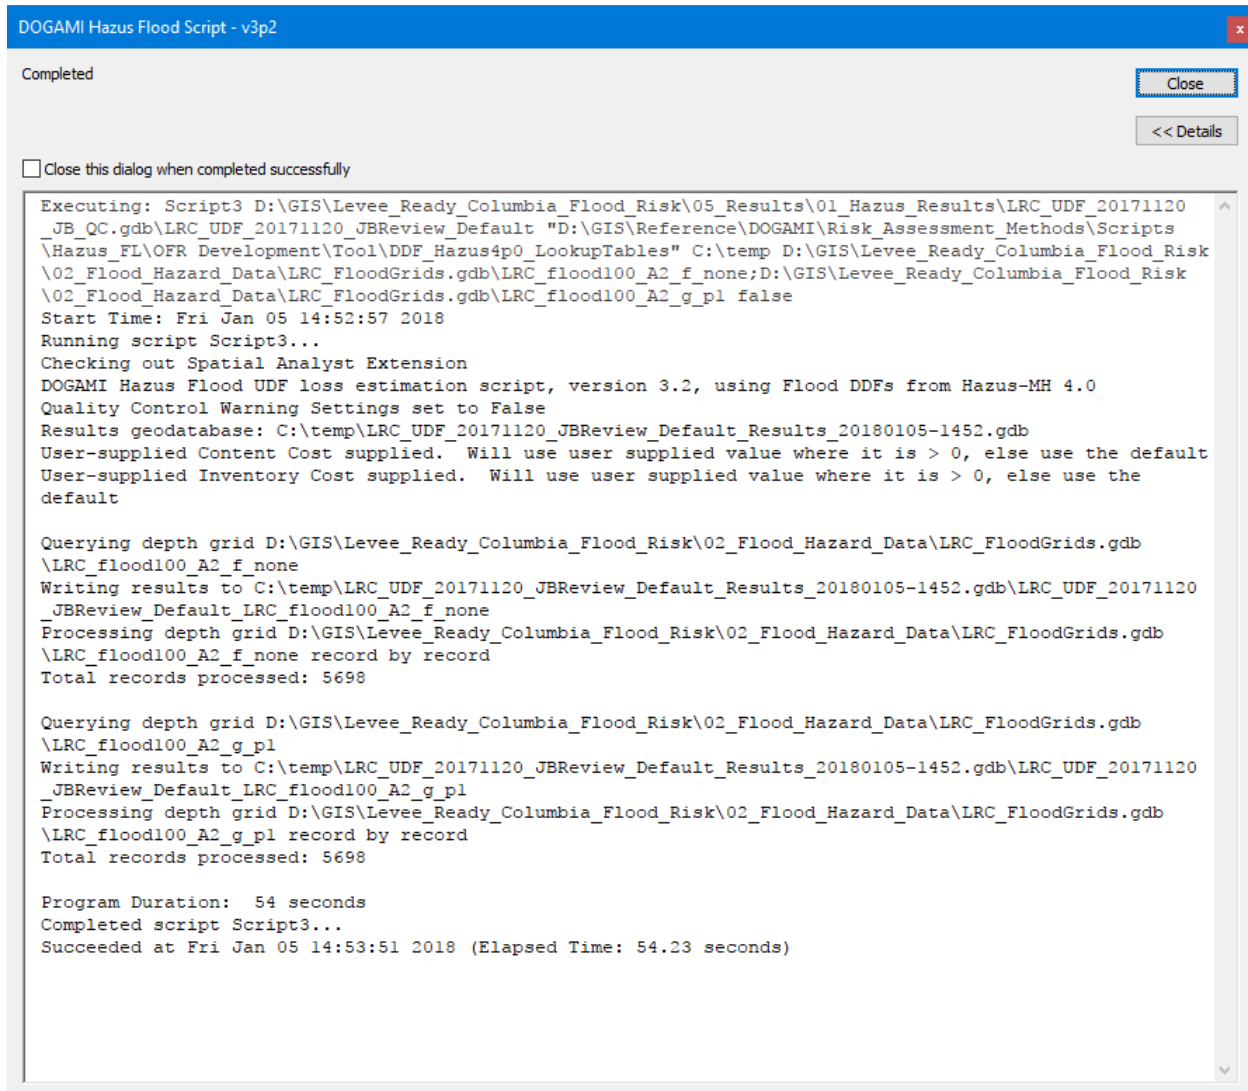 DOGAMI Hazus Flood Script - v3p2
x
Completed
Close
<< Details
Close this dialog when completed successfully
Executing: Script3 D:\GIS\Levee_Ready_Columbia_Flood_Risk\05_Results\01_Hazus_Results\LRC_UDF_20171120
_JB_QC.gdb\LRC_UDF_20171120_JBReview_Default "D:\GIS\Reference\DOGAMI\Risk_Assessment_Methods\Scripts
\Hazus_FL\OFR Development\Tool\DDF_Hazus4p0_LookupTables" C:\temp D:\GIS\Levee_Ready_Columbia_Flood_Risk
\02_Flood_Hazard_Data\LRC_FloodGrids.gdb\LRC_flood100_A2_f_none;D:\GIS\Levee_Ready_Columbia_Flood_Risk
\02_Flood_Hazard_Data\LRC_FloodGrids.gdb\LRC_flood100_A2_g_p1 false
Start Time: Fri Jan 05 14:52:57 2018
Running script Script3...
Checking out Spatial Analyst Extension
DOGAMI Hazus Flood UDF loss estimation script, version 3.2, using Flood DDFs from Hazus-MH 4.0
Quality Control Warning Settings set to False
Results geodatabase: C:\temp\LRC_UDF_20171120_JBReview_Default_Results_20180105-1452.gdb
User-supplied Content Cost supplied.  Will use user supplied value where it is > 0, else use the default
User-supplied Inventory Cost supplied.  Will use user supplied value where it is > 0, else use the
default
Querying depth grid D:\GIS\Levee_Ready_Columbia_Flood_Risk\02_Flood_Hazard_Data\LRC_FloodGrids.gdb
\LRC_flood100_A2_f_none
Writing results to C:\temp\LRC_UDF_20171120_JBReview_Default_Results_20180105-1452.gdb\LRC_UDF_20171120
_JBReview_Default_LRC_flood100_A2_f_none
Processing depth grid D:\GIS\Levee_Ready_Columbia_Flood_Risk\02_Flood_Hazard_Data\LRC_FloodGrids.gdb
\LRC_flood100_A2_f_none record by record
Total records processed: 5698
Querying depth grid D:\GIS\Levee_Ready_Columbia_Flood_Risk\02_Flood_Hazard_Data\LRC_FloodGrids.gdb
\LRC_flood100_A2_g_p1
Writing results to C:\temp\LRC_UDF_20171120_JBReview_Default_Results_20180105-1452.gdb\LRC_UDF_20171120
_JBReview_Default_LRC_flood100_A2_g_p1
Processing depth grid D:\GIS\Levee_Ready_Columbia_Flood_Risk\02_Flood_Hazard_Data\LRC_FloodGrids.gdb
\LRC_flood100_A2_g_p1 record by record
Total records processed: 5698
Program Duration:  54 seconds
Completed script Script3...
Succeeded at Fri Jan 05 14:53:51 2018 (Elapsed Time: 54.23 seconds)